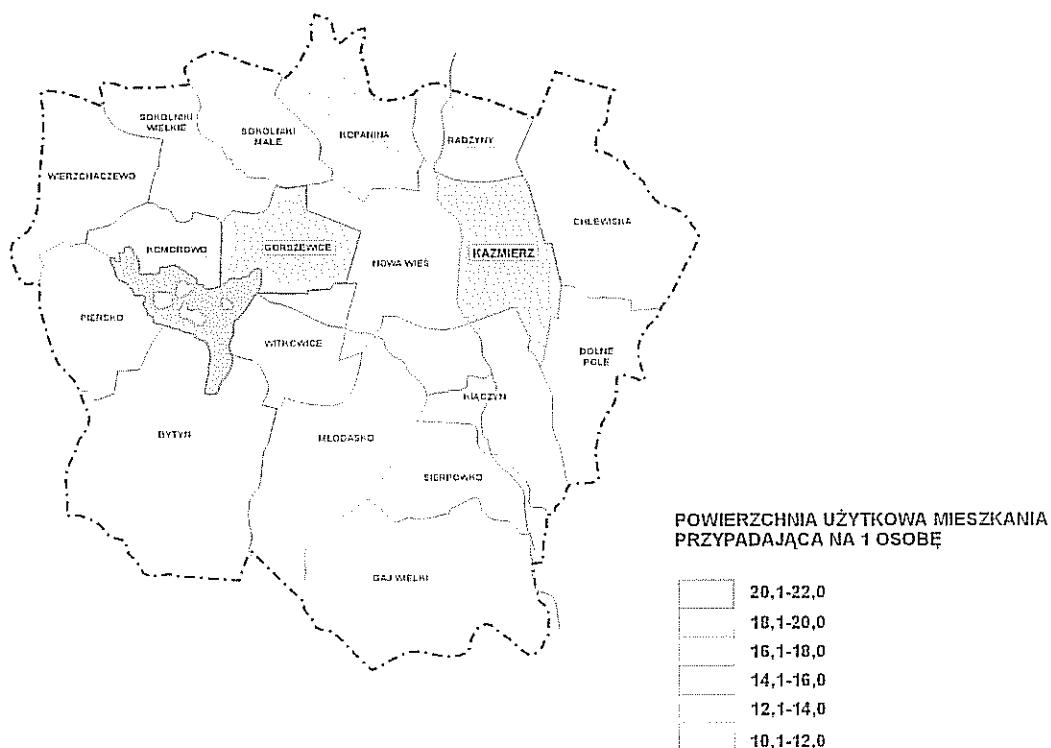 SOKOLNIKI
WIELKIE
SOKOLNIKI
MAŁE
KOPANINA
RADZYNY
WIERZCHACZEWO
CHLEWISKA
KOMOROWO
GORSZEWICE
NOWA WIEŚ
KAZMIERZ
PIERSKO
WITKOWICE
DOLNE
POLE
KIĄCZYN
BYTYŃ
MŁODASKO
SIERPÓWKO
GAJ WIELKI
POWIERZCHNIA UŻYTKOWA MIESZKANIA
PRZYPADAJĄCA NA 1 OSOBĘ
20,1-22,0
18,1-20,0
16,1-18,0
14,1-16,0
12,1-14,0
10,1-12,0